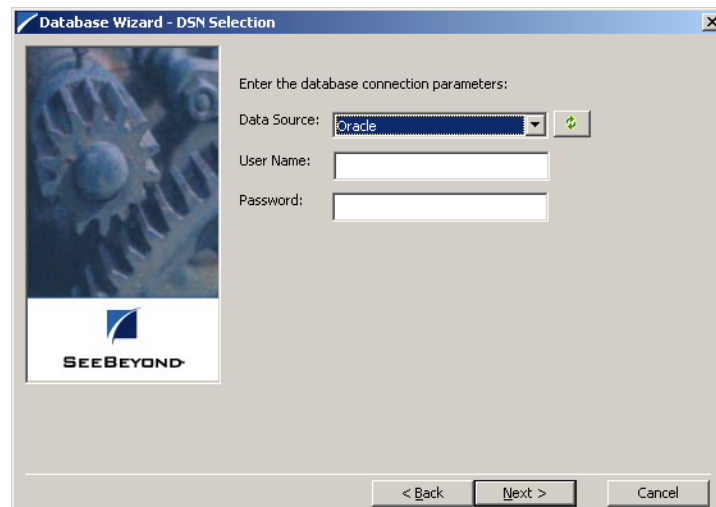 Database Wizard - DSN Selection
Enter the database connection parameters:
Data Source: Oracle
User Name:
Password:
SEEBEYOND
< Back Next > Cancel